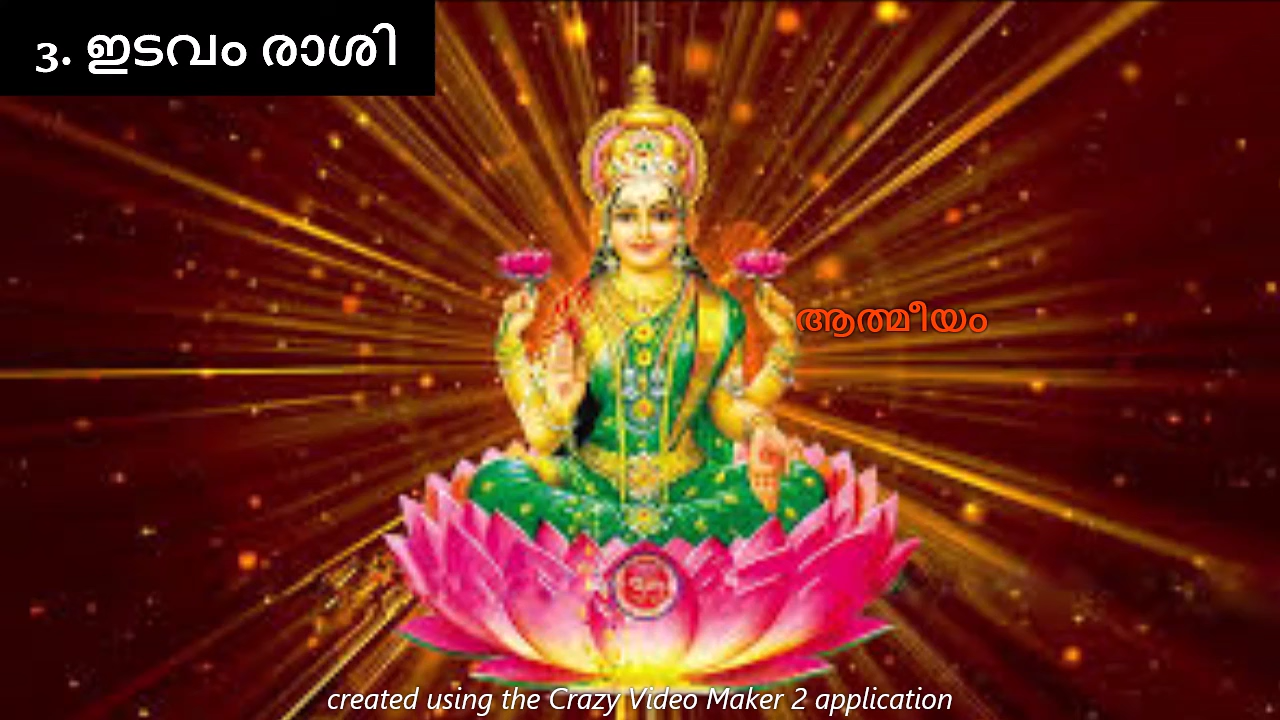 3. ഇടവം രാശി
ആത്മീയം
created using the Crazy Video Maker 2 application